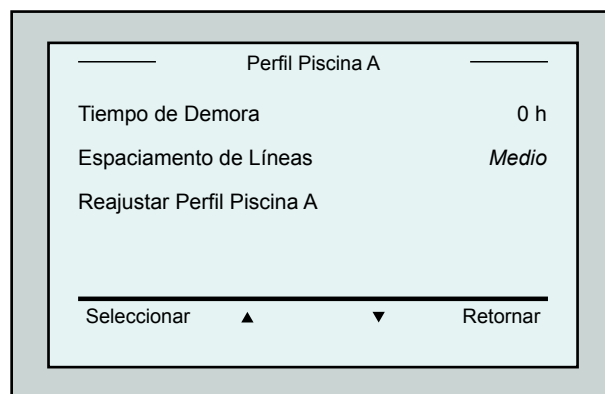 Perfil Piscina A
Tiempo de Demora 0 h
Espaciamento de Líneas Medio
Reajustar Perfil Piscina A
Seleccionar ▲ ▼ Retornar